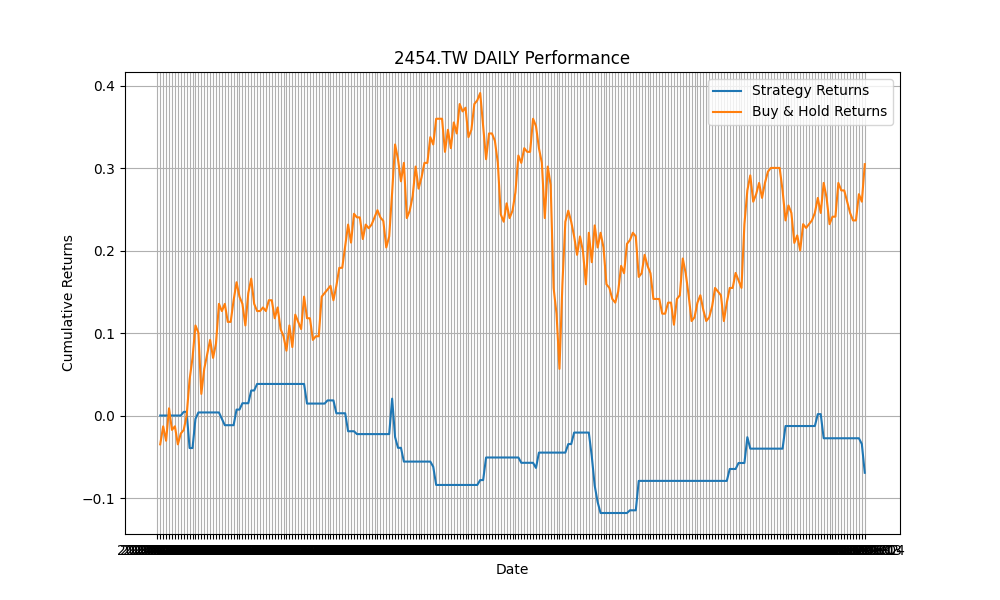 2454.TW DAILY Performance
Strategy Returns
Buy & Hold Returns
0.4
0.3
0.2
0.1
0.0
−0.1
Cumulative Returns
Date